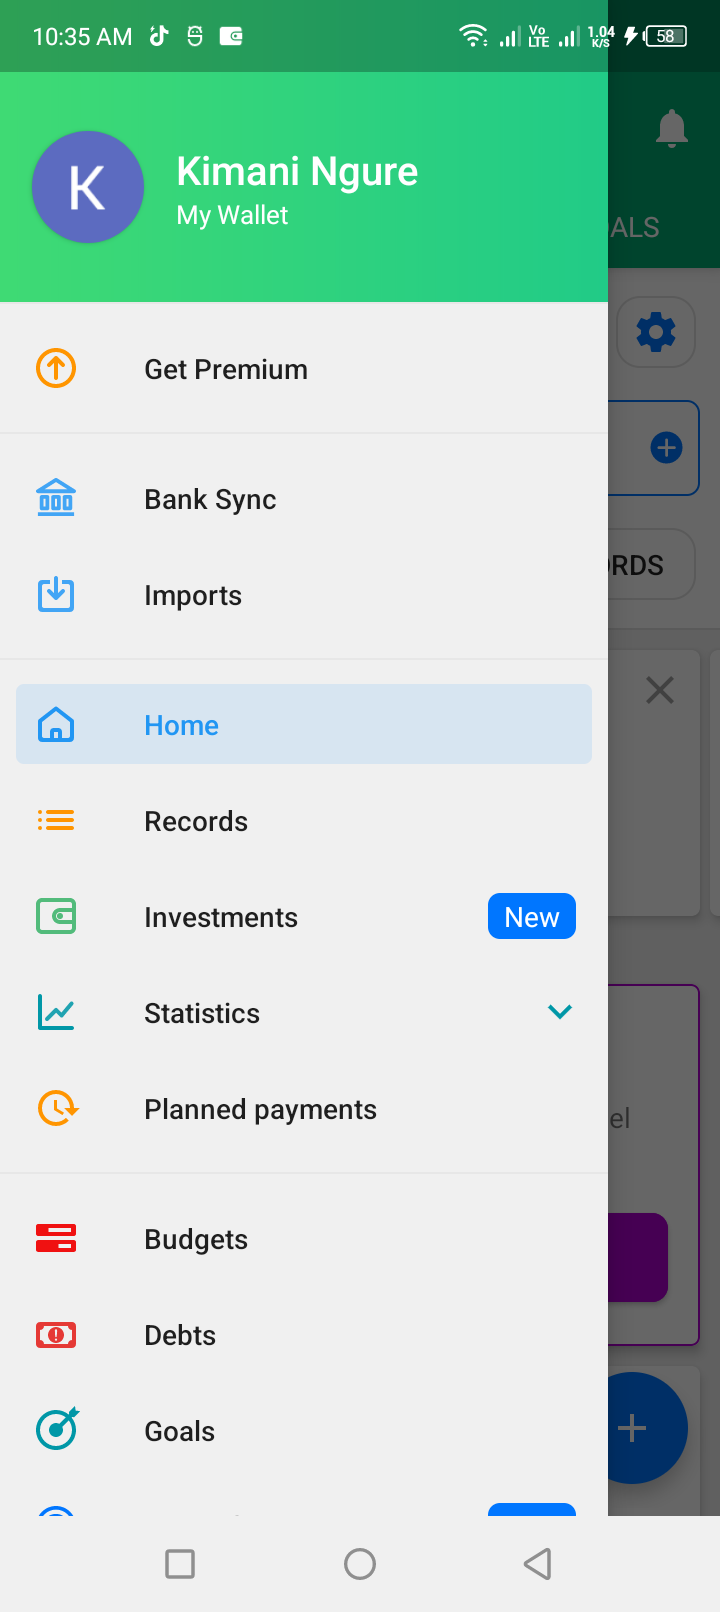 10:35 AM
Vo LTE 1.04 K/S 58
K
Kimani Ngure
My Wallet
Get Premium
Bank Sync
Imports
RDS
Home
Records
Investments New
Statistics
Planned payments
el
Budgets
Debts
Goals